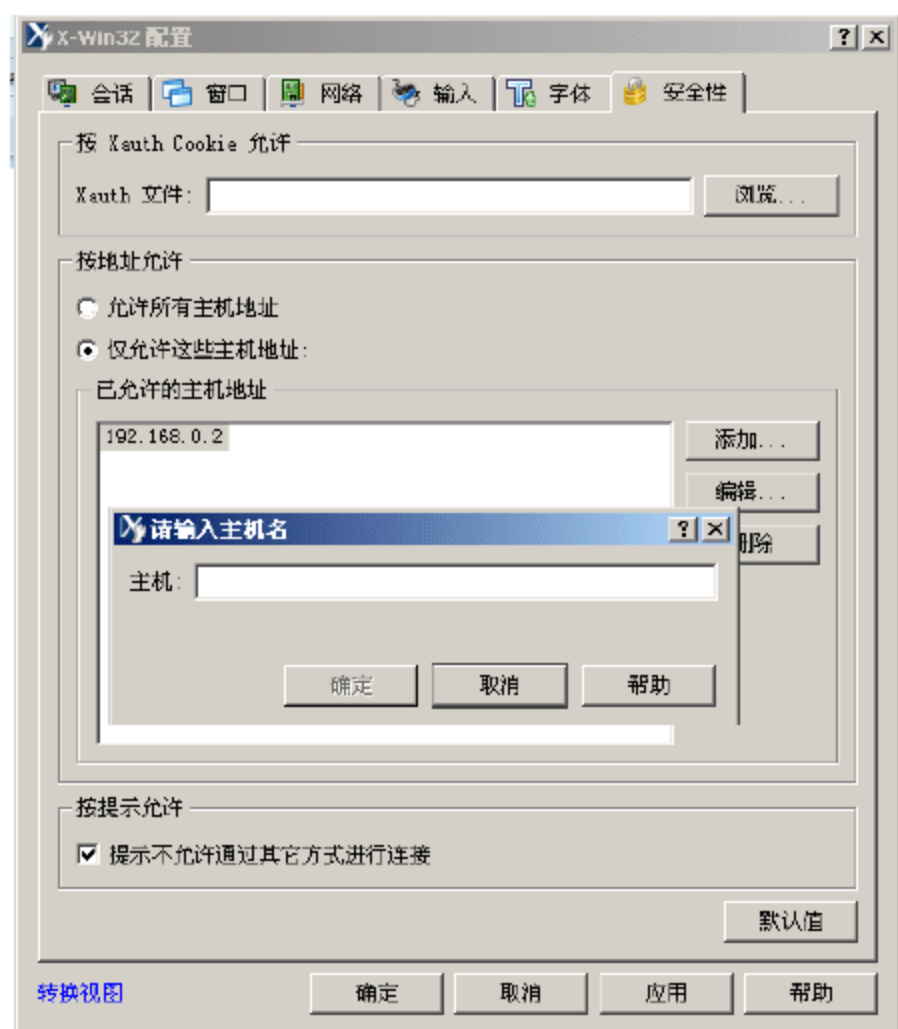 X-Win32 配置
会话 窗口 网络 输入 字体 安全性
按 Xauth Cookie 允许
Xauth 文件: 浏览...
按地址允许
允许所有主机地址
仅允许这些主机地址:
已允许的主机地址
192.168.0.2
添加...
编辑...
请输入主机名
删除
主机:
确定 取消 帮助
按提示允许
提示不允许通过其它方式进行连接
默认值
转换视图 确定 取消 应用 帮助